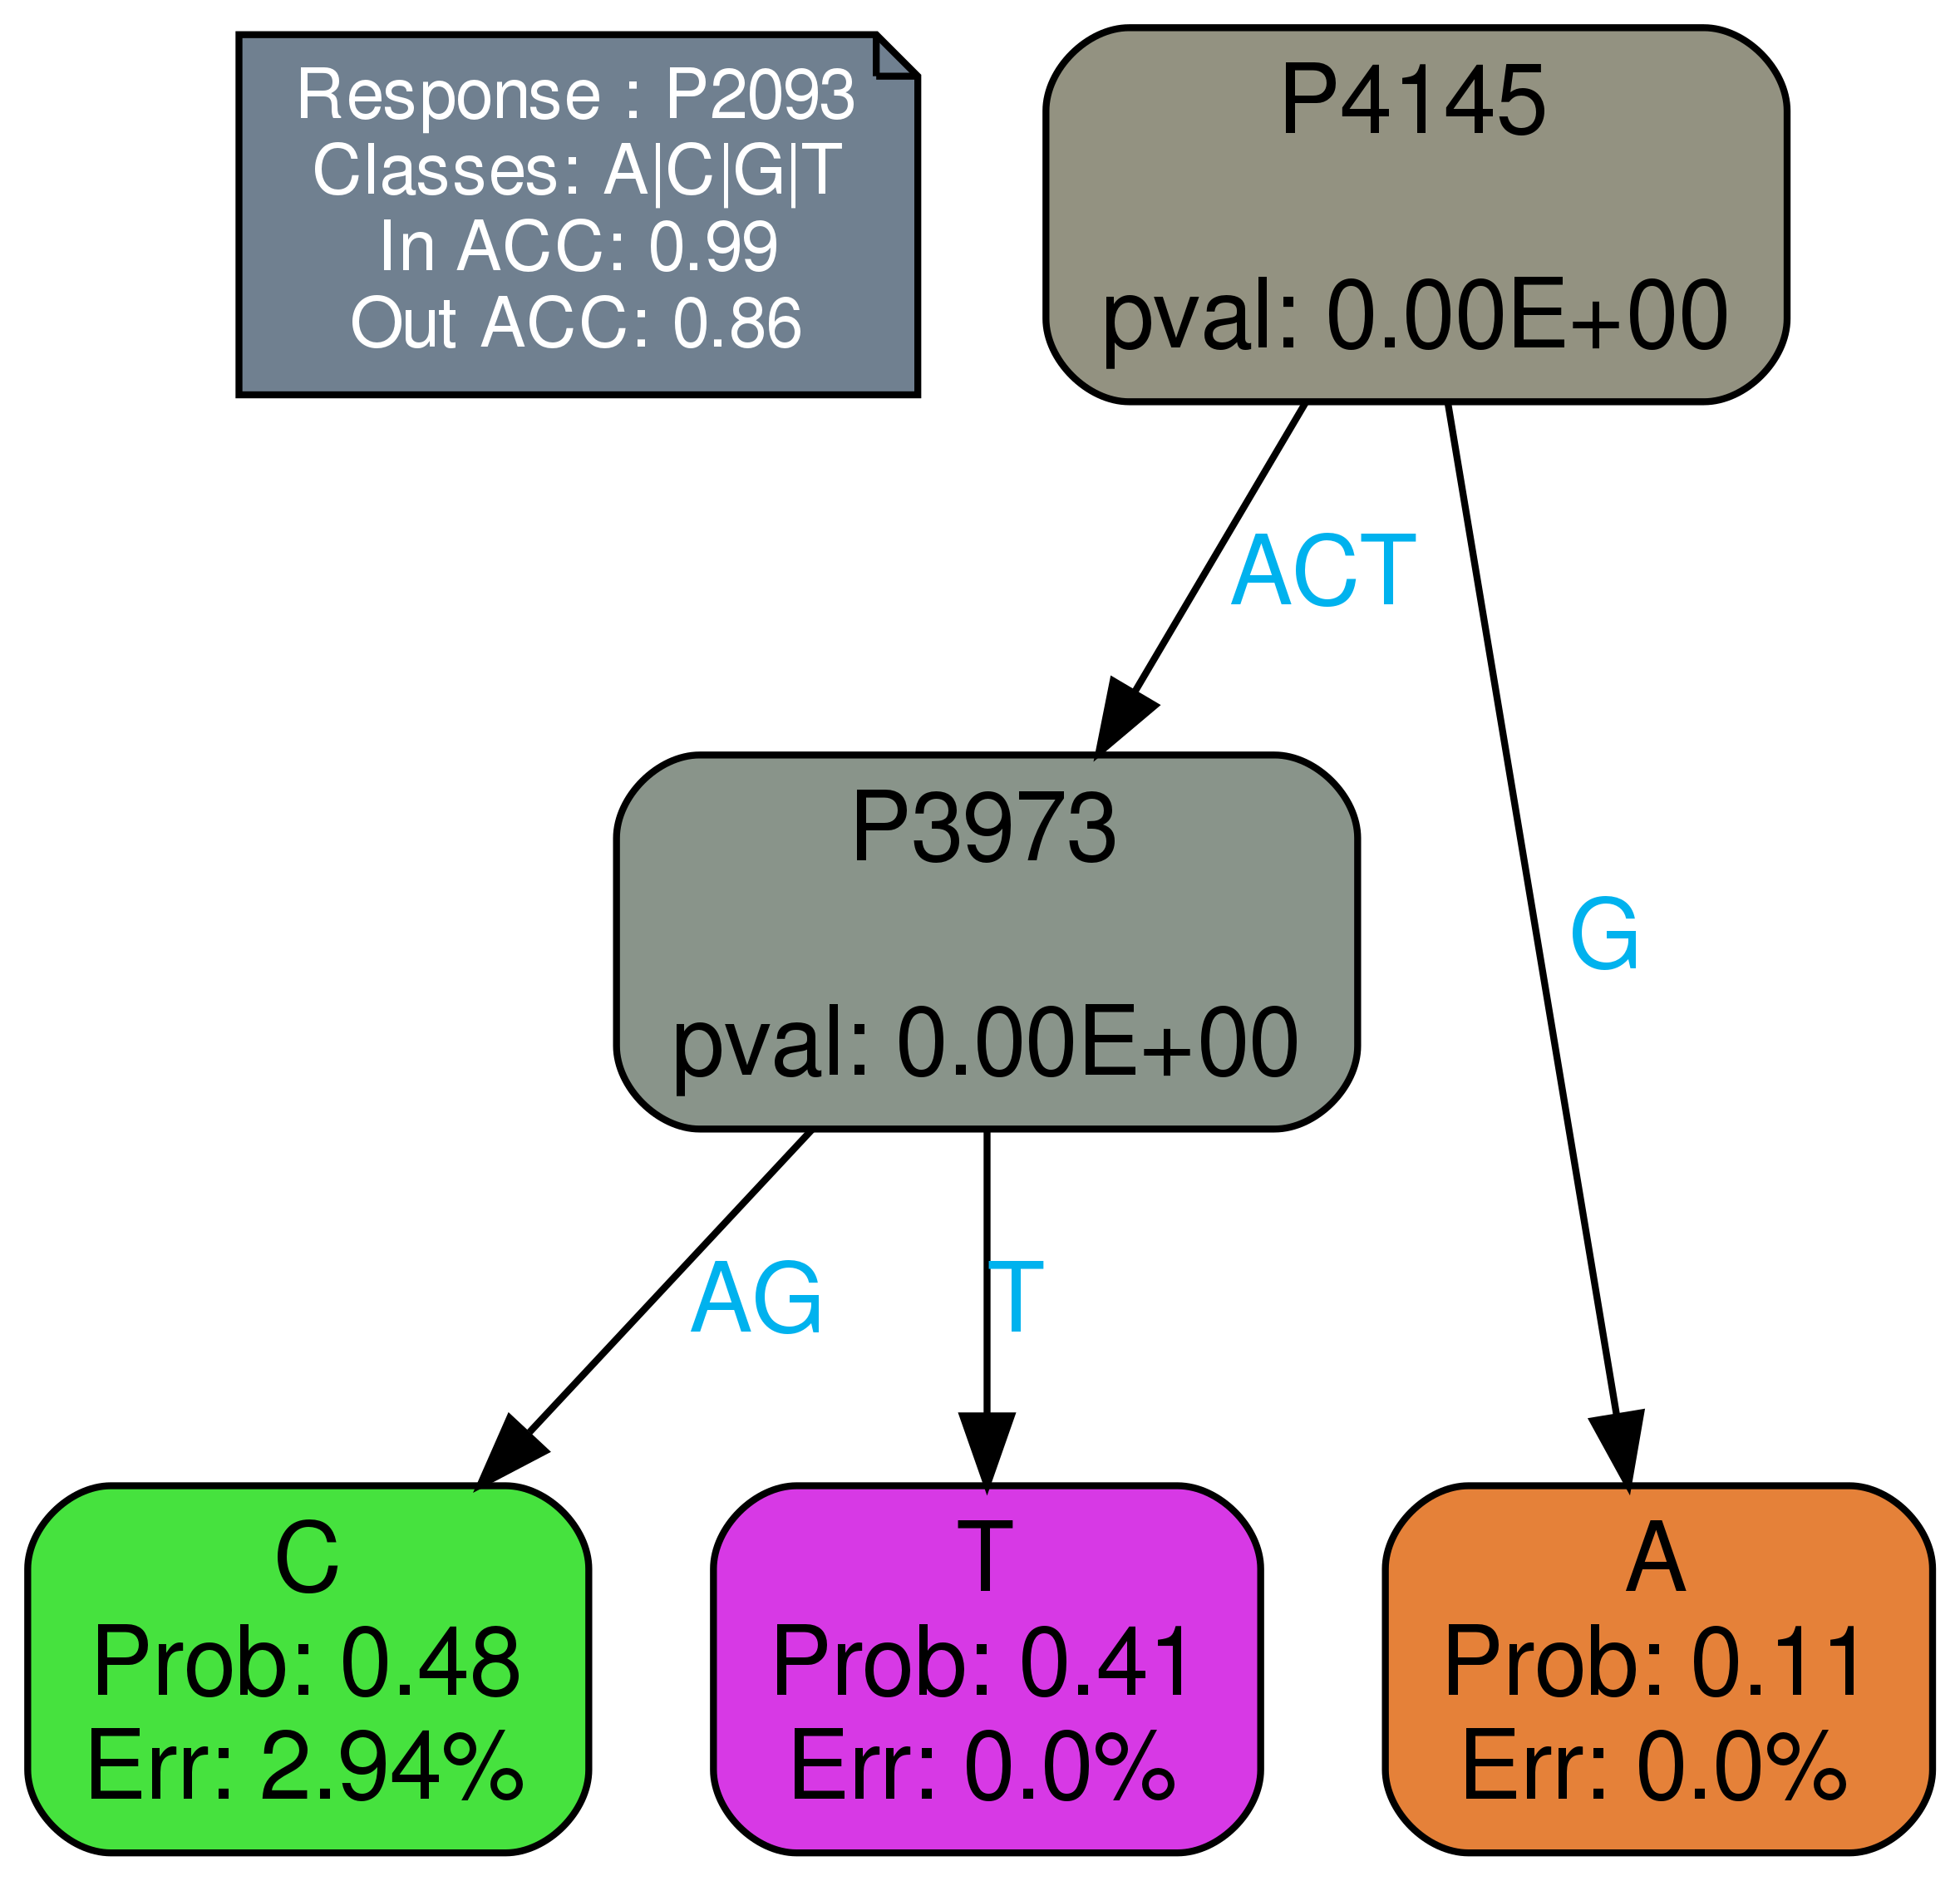 Response : P2093
Classes: A|C|G|T
In ACC: 0.99
Out ACC: 0.86
P4145
pval: 0.00E+00
ACT
G
P3973
pval: 0.00E+00
AG
T
C
Prob: 0.48
Err: 2.94%
T
Prob: 0.41
Err: 0.0%
A
Prob: 0.11
Err: 0.0%